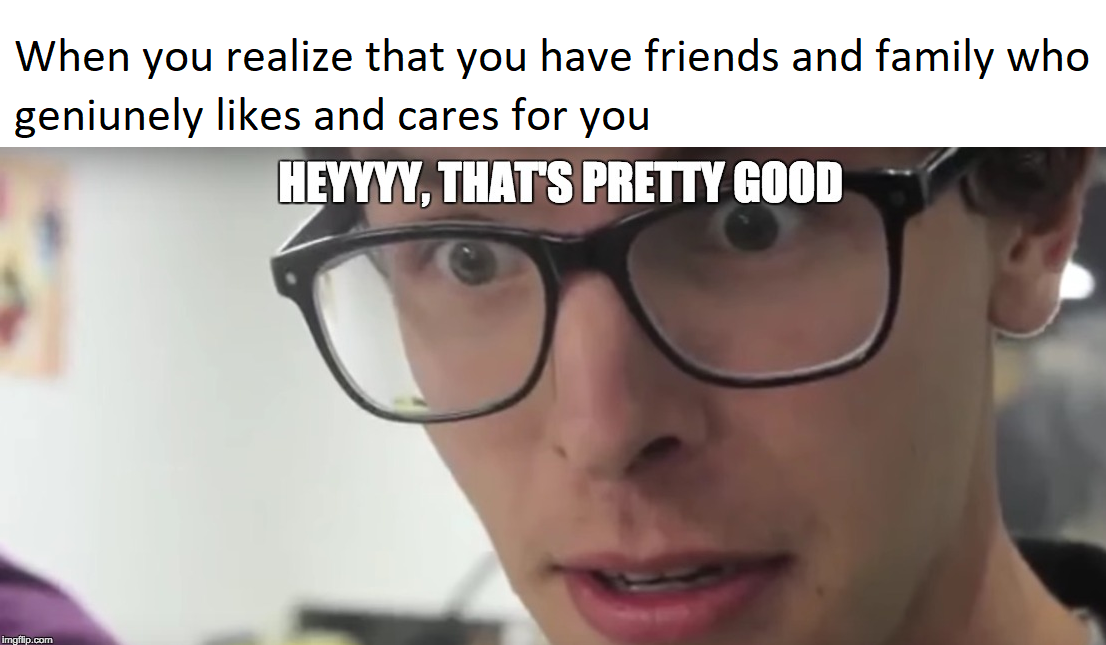 When you realize that you have friends and family who
geniunely likes and cares for you
HEYYYY, THAT'S PRETTY GOOD
imgflip.com